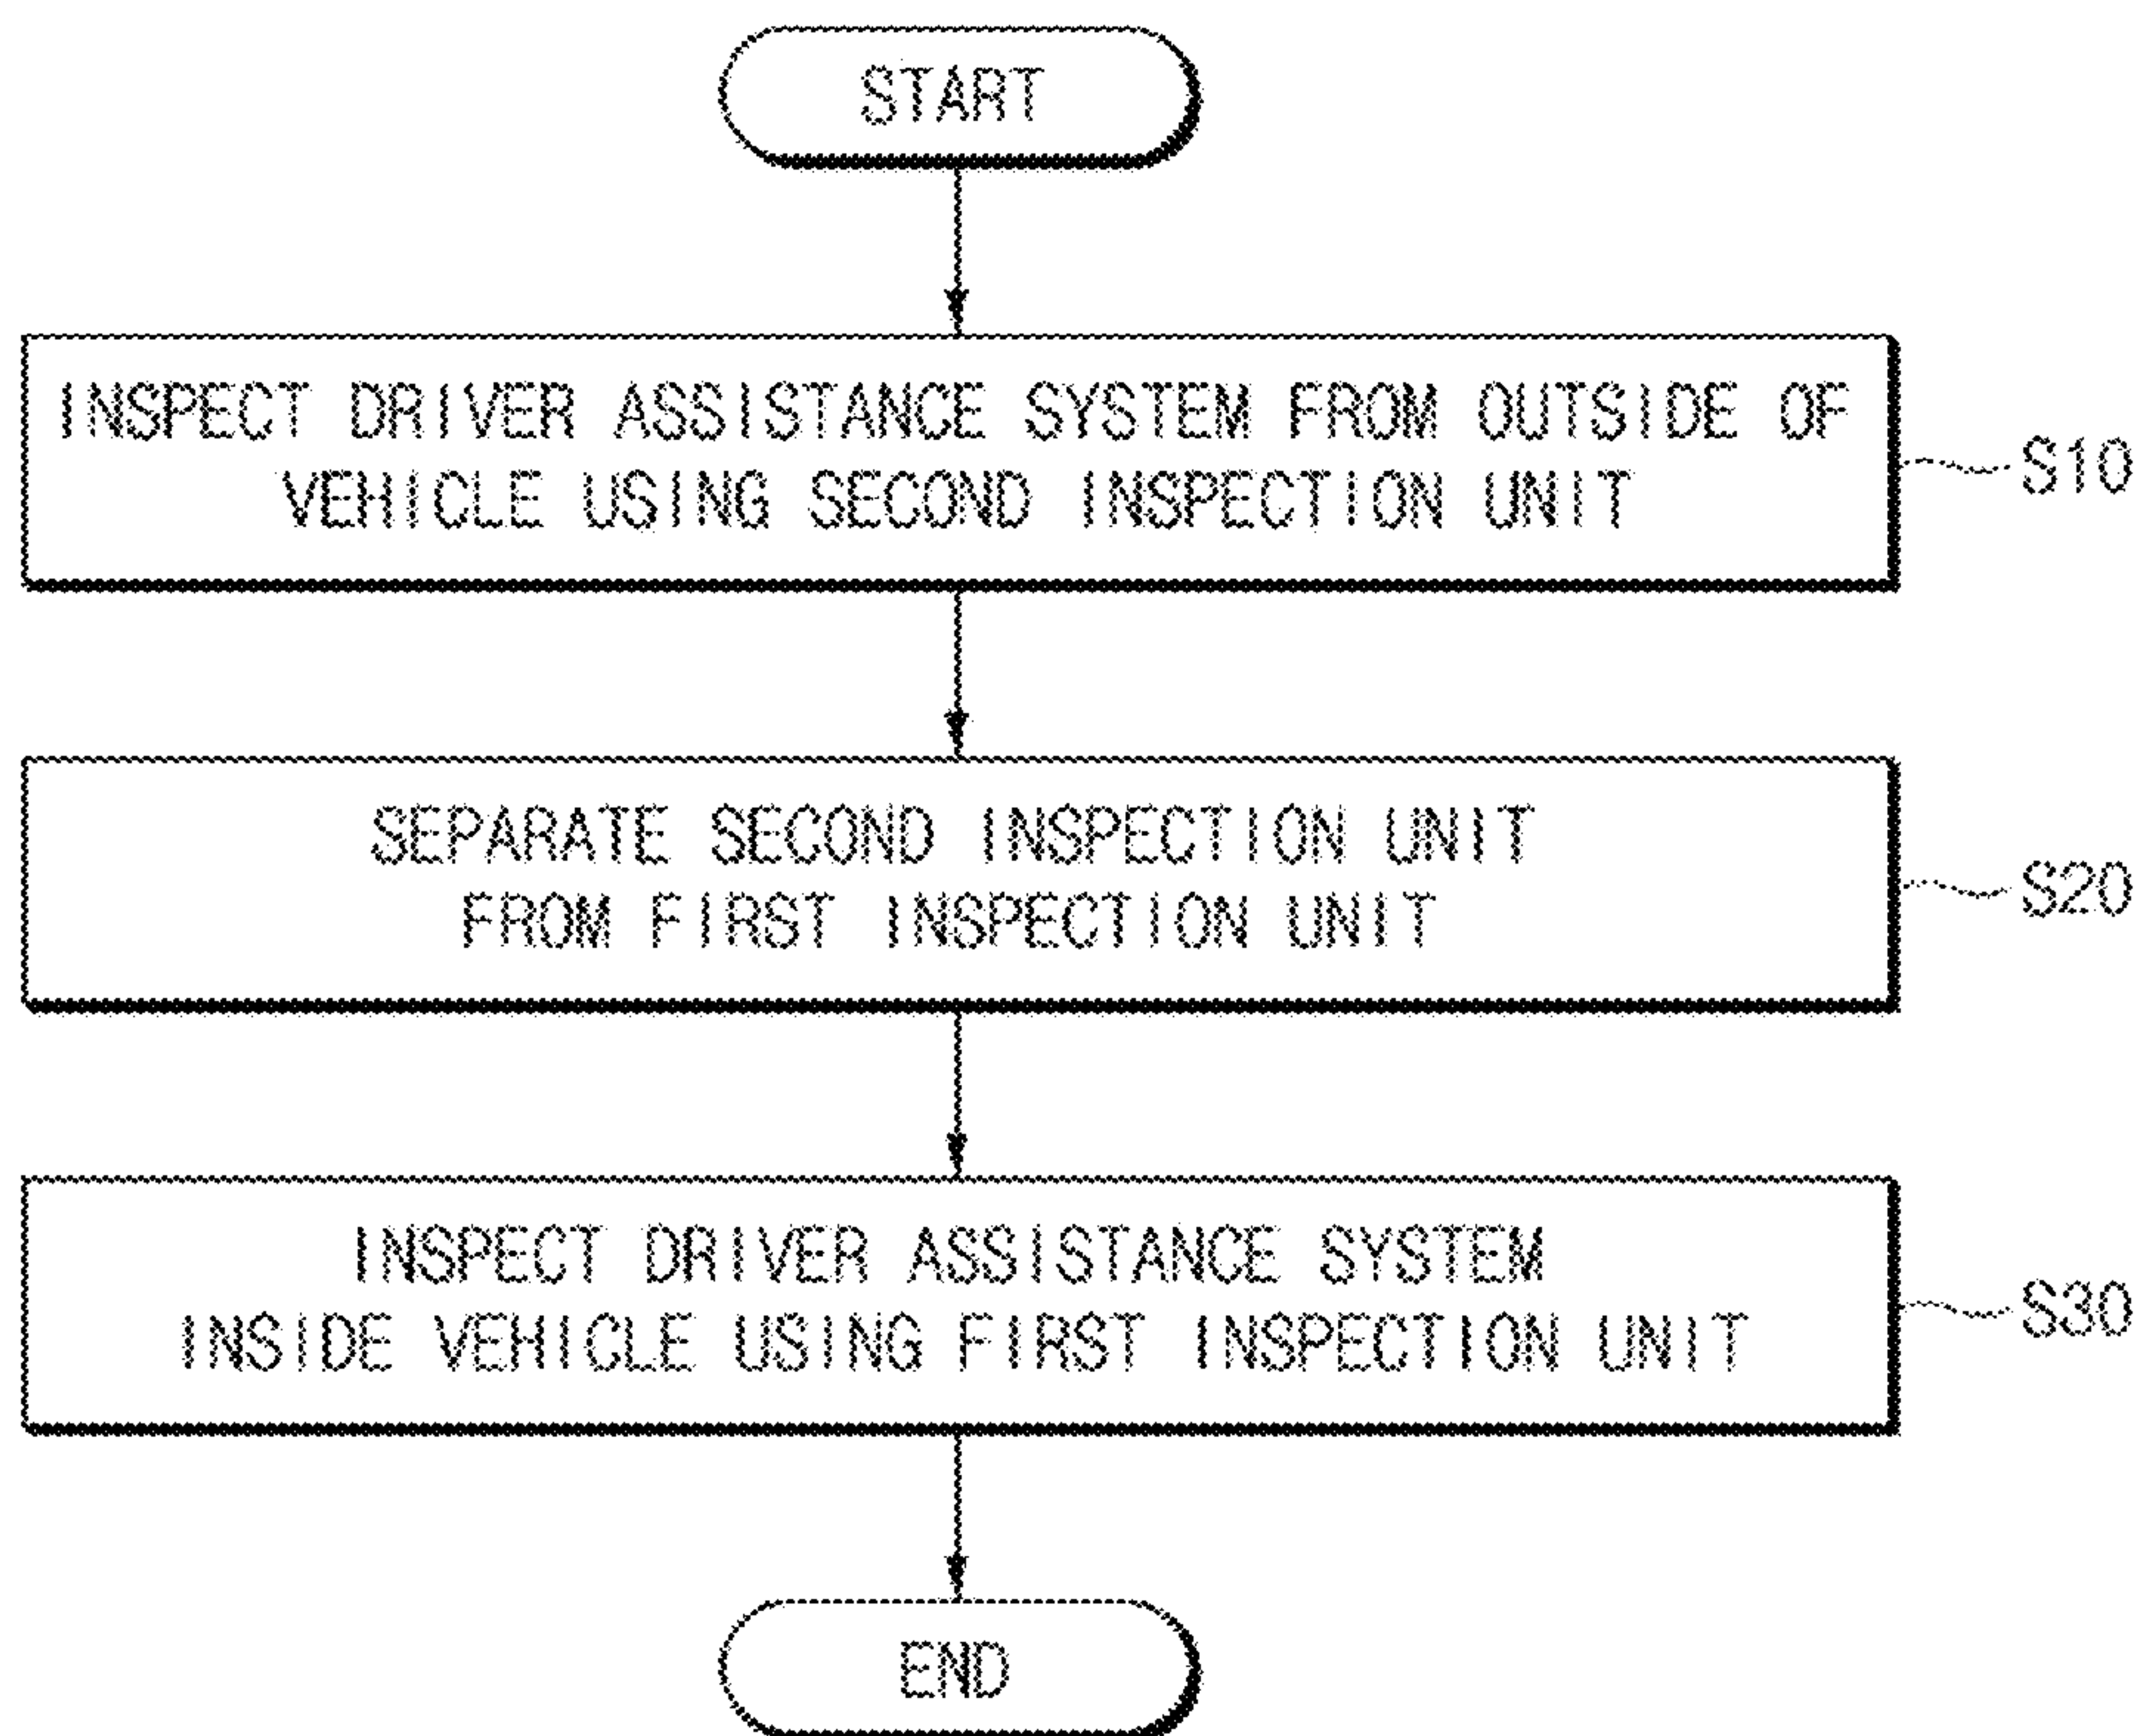 START
INSPECT DRIVER ASSISTANCE SYSTEM FROM OUTSIDE OF
VEHICLE USING SECOND INSPECTION UNIT
S10
SEPARATE SECOND INSPECTION UNIT
FROM FIRST INSPECTION UNIT
S20
INSPECT DRIVER ASSISTANCE SYSTEM
INSIDE VEHICLE USING FIRST INSPECTION UNIT
S30
END